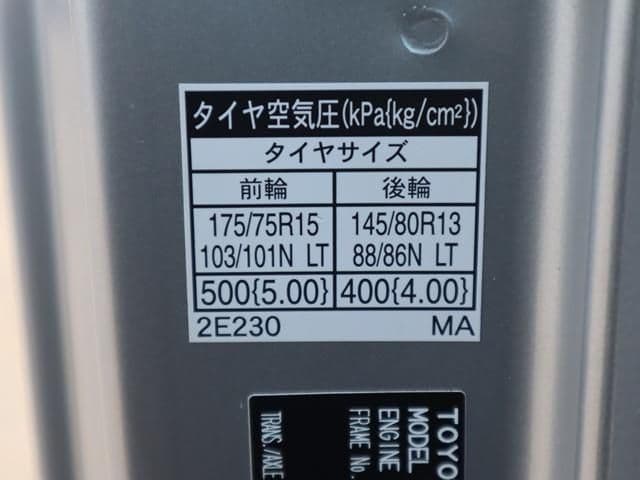 タイヤ空気圧(kPa{kg/cm²})
タイヤサイズ
前輪 後輪
175/75R15 145/80R13
103/101N LT 88/86N LT
500{5.00} 400{4.00}
2E230 MA
TOYO
MODEL
ENGINE
FRAME No.
TRANS./AXLE